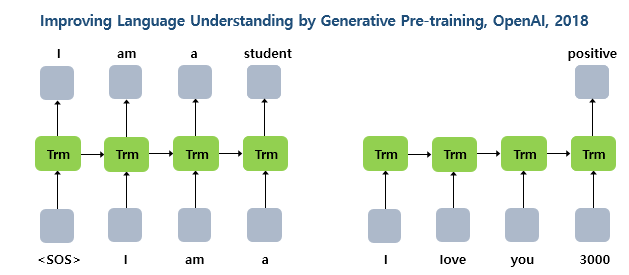 Improving Language Understanding by Generative Pre-training, OpenAI, 2018
I am a student positive
Trm Trm Trm Trm Trm Trm Trm Trm
<SOS> I am a I love you 3000